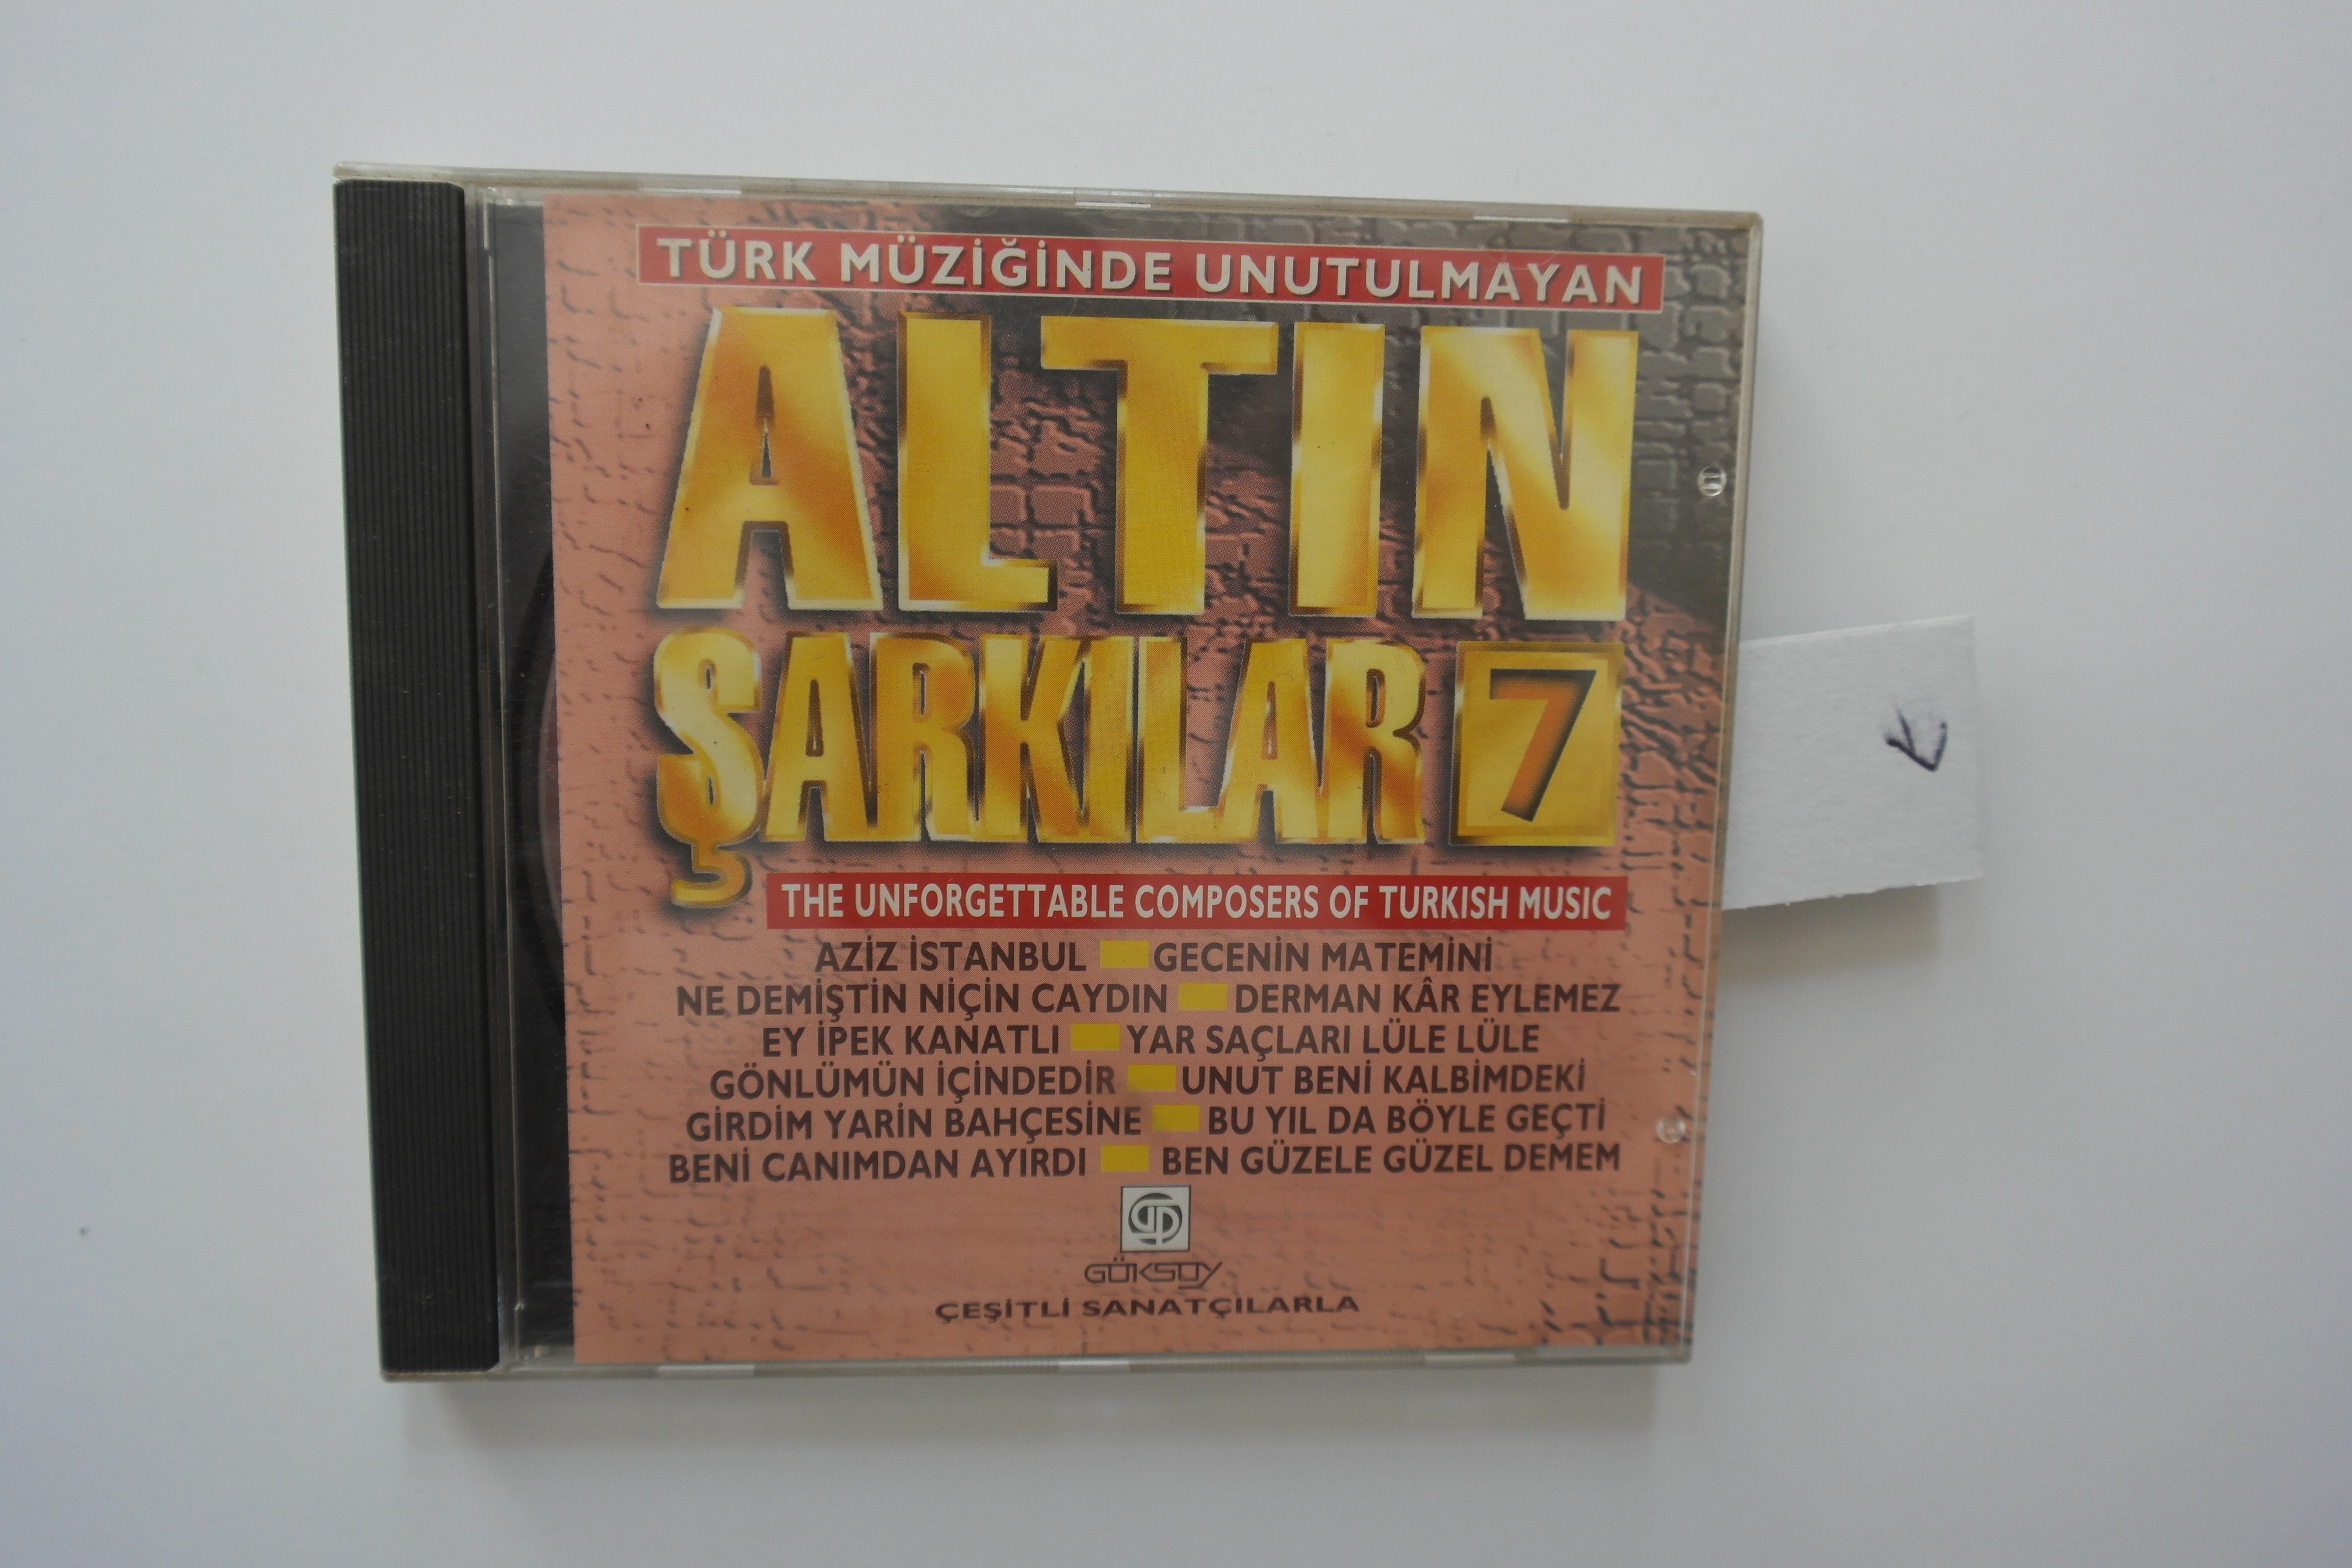 TÜRK MÜZİĞİNDE UNUTULMAYAN
ALTIN
ŞARKILAR 7
THE UNFORGETTABLE COMPOSERS OF TURKISH MUSIC
AZİZ İSTANBUL GECENİN MATEMİNİ
NE DEMİŞTİN NİÇİN CAYDIN DERMAN KÂR EYLEMEZ
EY İPEK KANATLI YAR SAÇLARI LÜLE LÜLE
GÖNLÜMÜN İÇİNDEDİR UNUT BENİ KALBİMDEKİ
GİRDİM YARİN BAHÇESİNE BU YIL DA BÖYLE GEÇTİ
BENİ CANIMDAN AYIRDI BEN GÜZELE GÜZEL DEMEM
GÖKSOY
ÇEŞİTLİ SANATÇILARLA